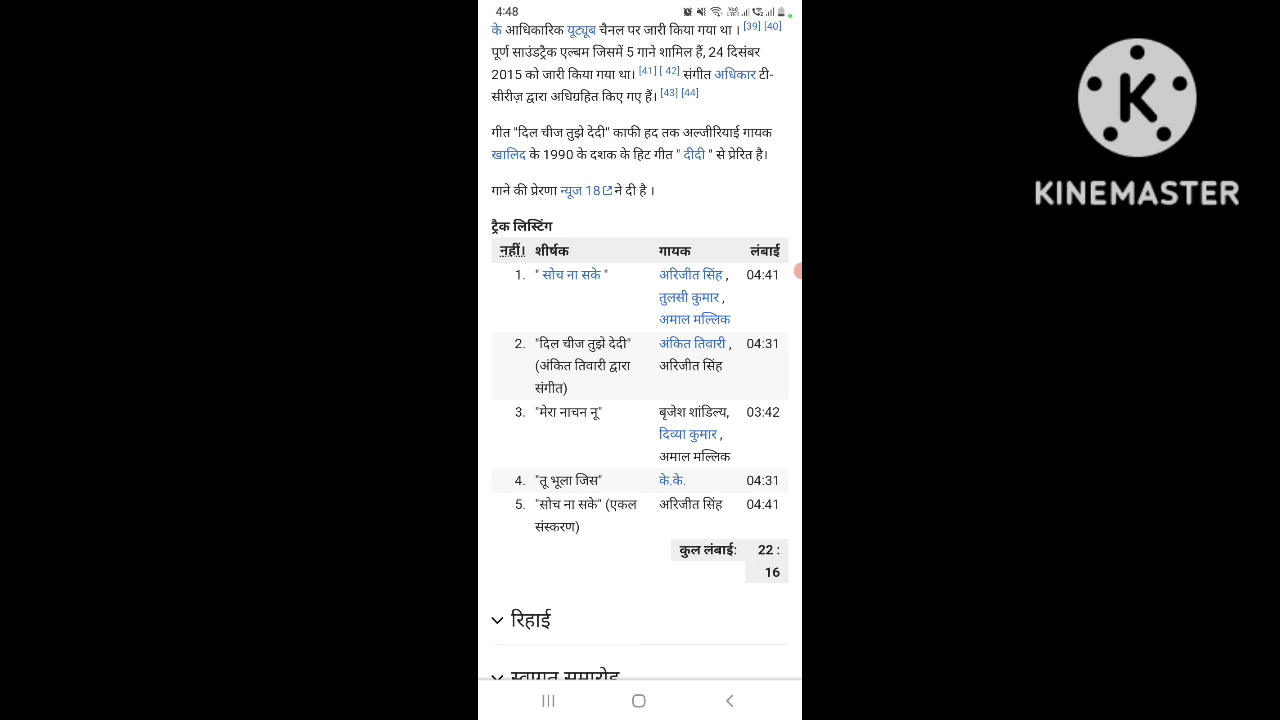 4:48
के आधिकारिक यूट्यूब चैनल पर जारी किया गया था । [39] [40]
पूर्ण साउंडट्रैक एल्बम जिसमें 5 गाने शामिल हैं, 24 दिसंबर
2015 को जारी किया गया था। [41] [ 42] संगीत अधिकार टी-
सीरीज़ द्वारा अधिग्रहित किए गए हैं। [43] [44]
गीत "दिल चीज तुझे देदी" काफी हद तक अल्जीरियाई गायक
खालिद के 1990 के दशक के हिट गीत " दीदी " से प्रेरित है।
गाने की प्रेरणा न्यूज 18 ने दी है ।
ट्रैक लिस्टिंग
नहीं। शीर्षक गायक लंबाई
1. " सोच ना सके " अरिजीत सिंह , 04:41
तुलसी कुमार ,
अमाल मल्लिक
2. "दिल चीज तुझे देदी" अंकित तिवारी , 04:31
(अंकित तिवारी द्वारा अरिजीत सिंह
संगीत)
3. "मेरा नाचन नू" बृजेश शांडिल्य, 03:42
दिव्या कुमार ,
अमाल मल्लिक
4. "तू भूला जिस" के.के. 04:31
5. "सोच ना सके" (एकल अरिजीत सिंह 04:41
संस्करण)
कुल लंबाई: 22 :
16
रिहाई
स्वागत समारोह
K
KINEMASTER